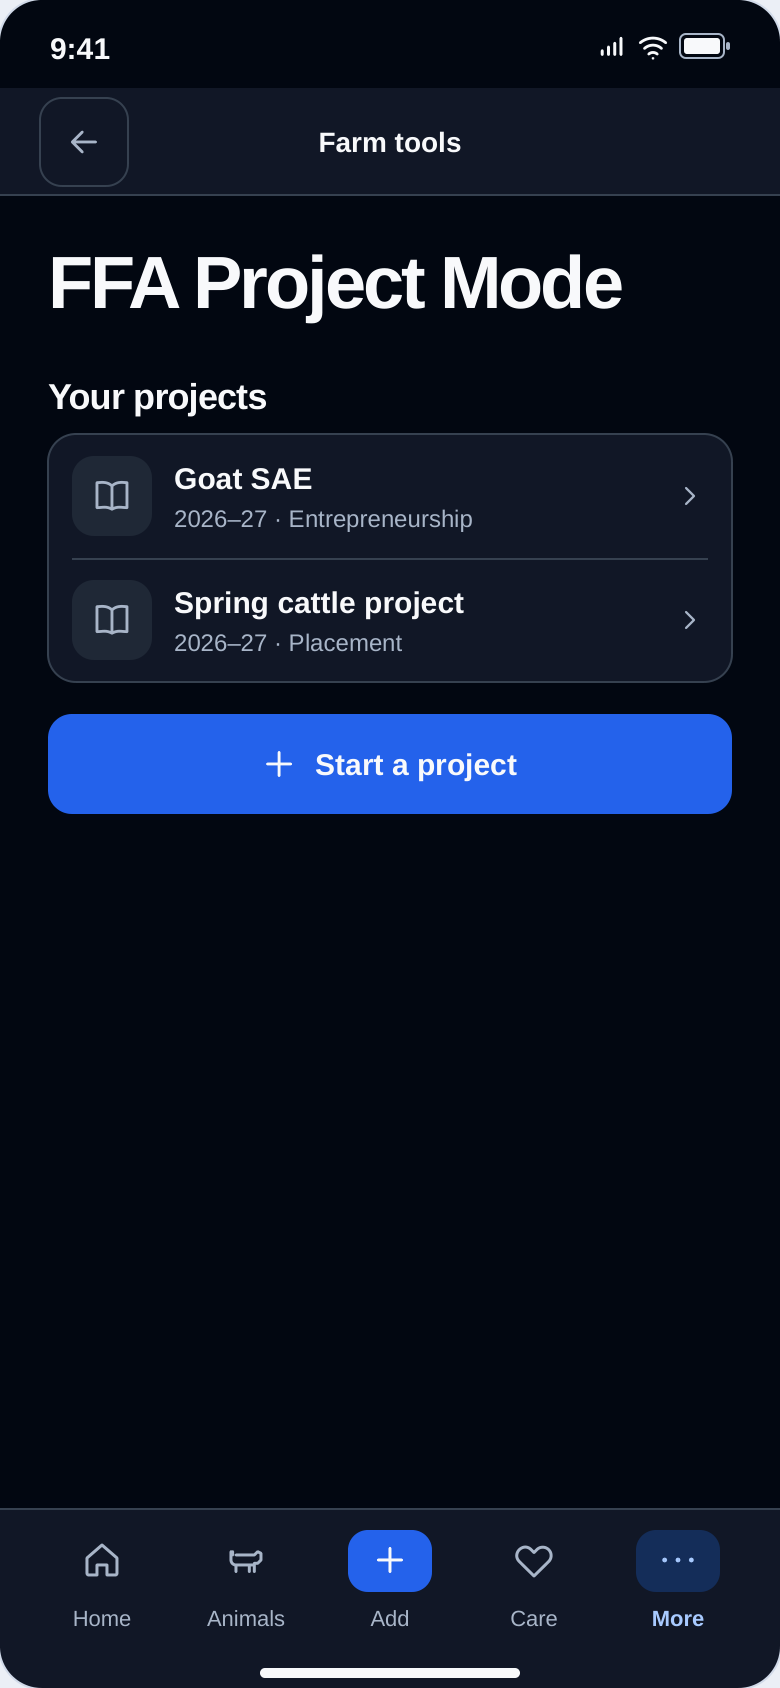 9:41
Farm tools
FFA Project Mode
Your projects
Goat SAE
2026–27 · Entrepreneurship
Spring cattle project
2026–27 · Placement
Start a project
Home
Animals
Add
Care
More